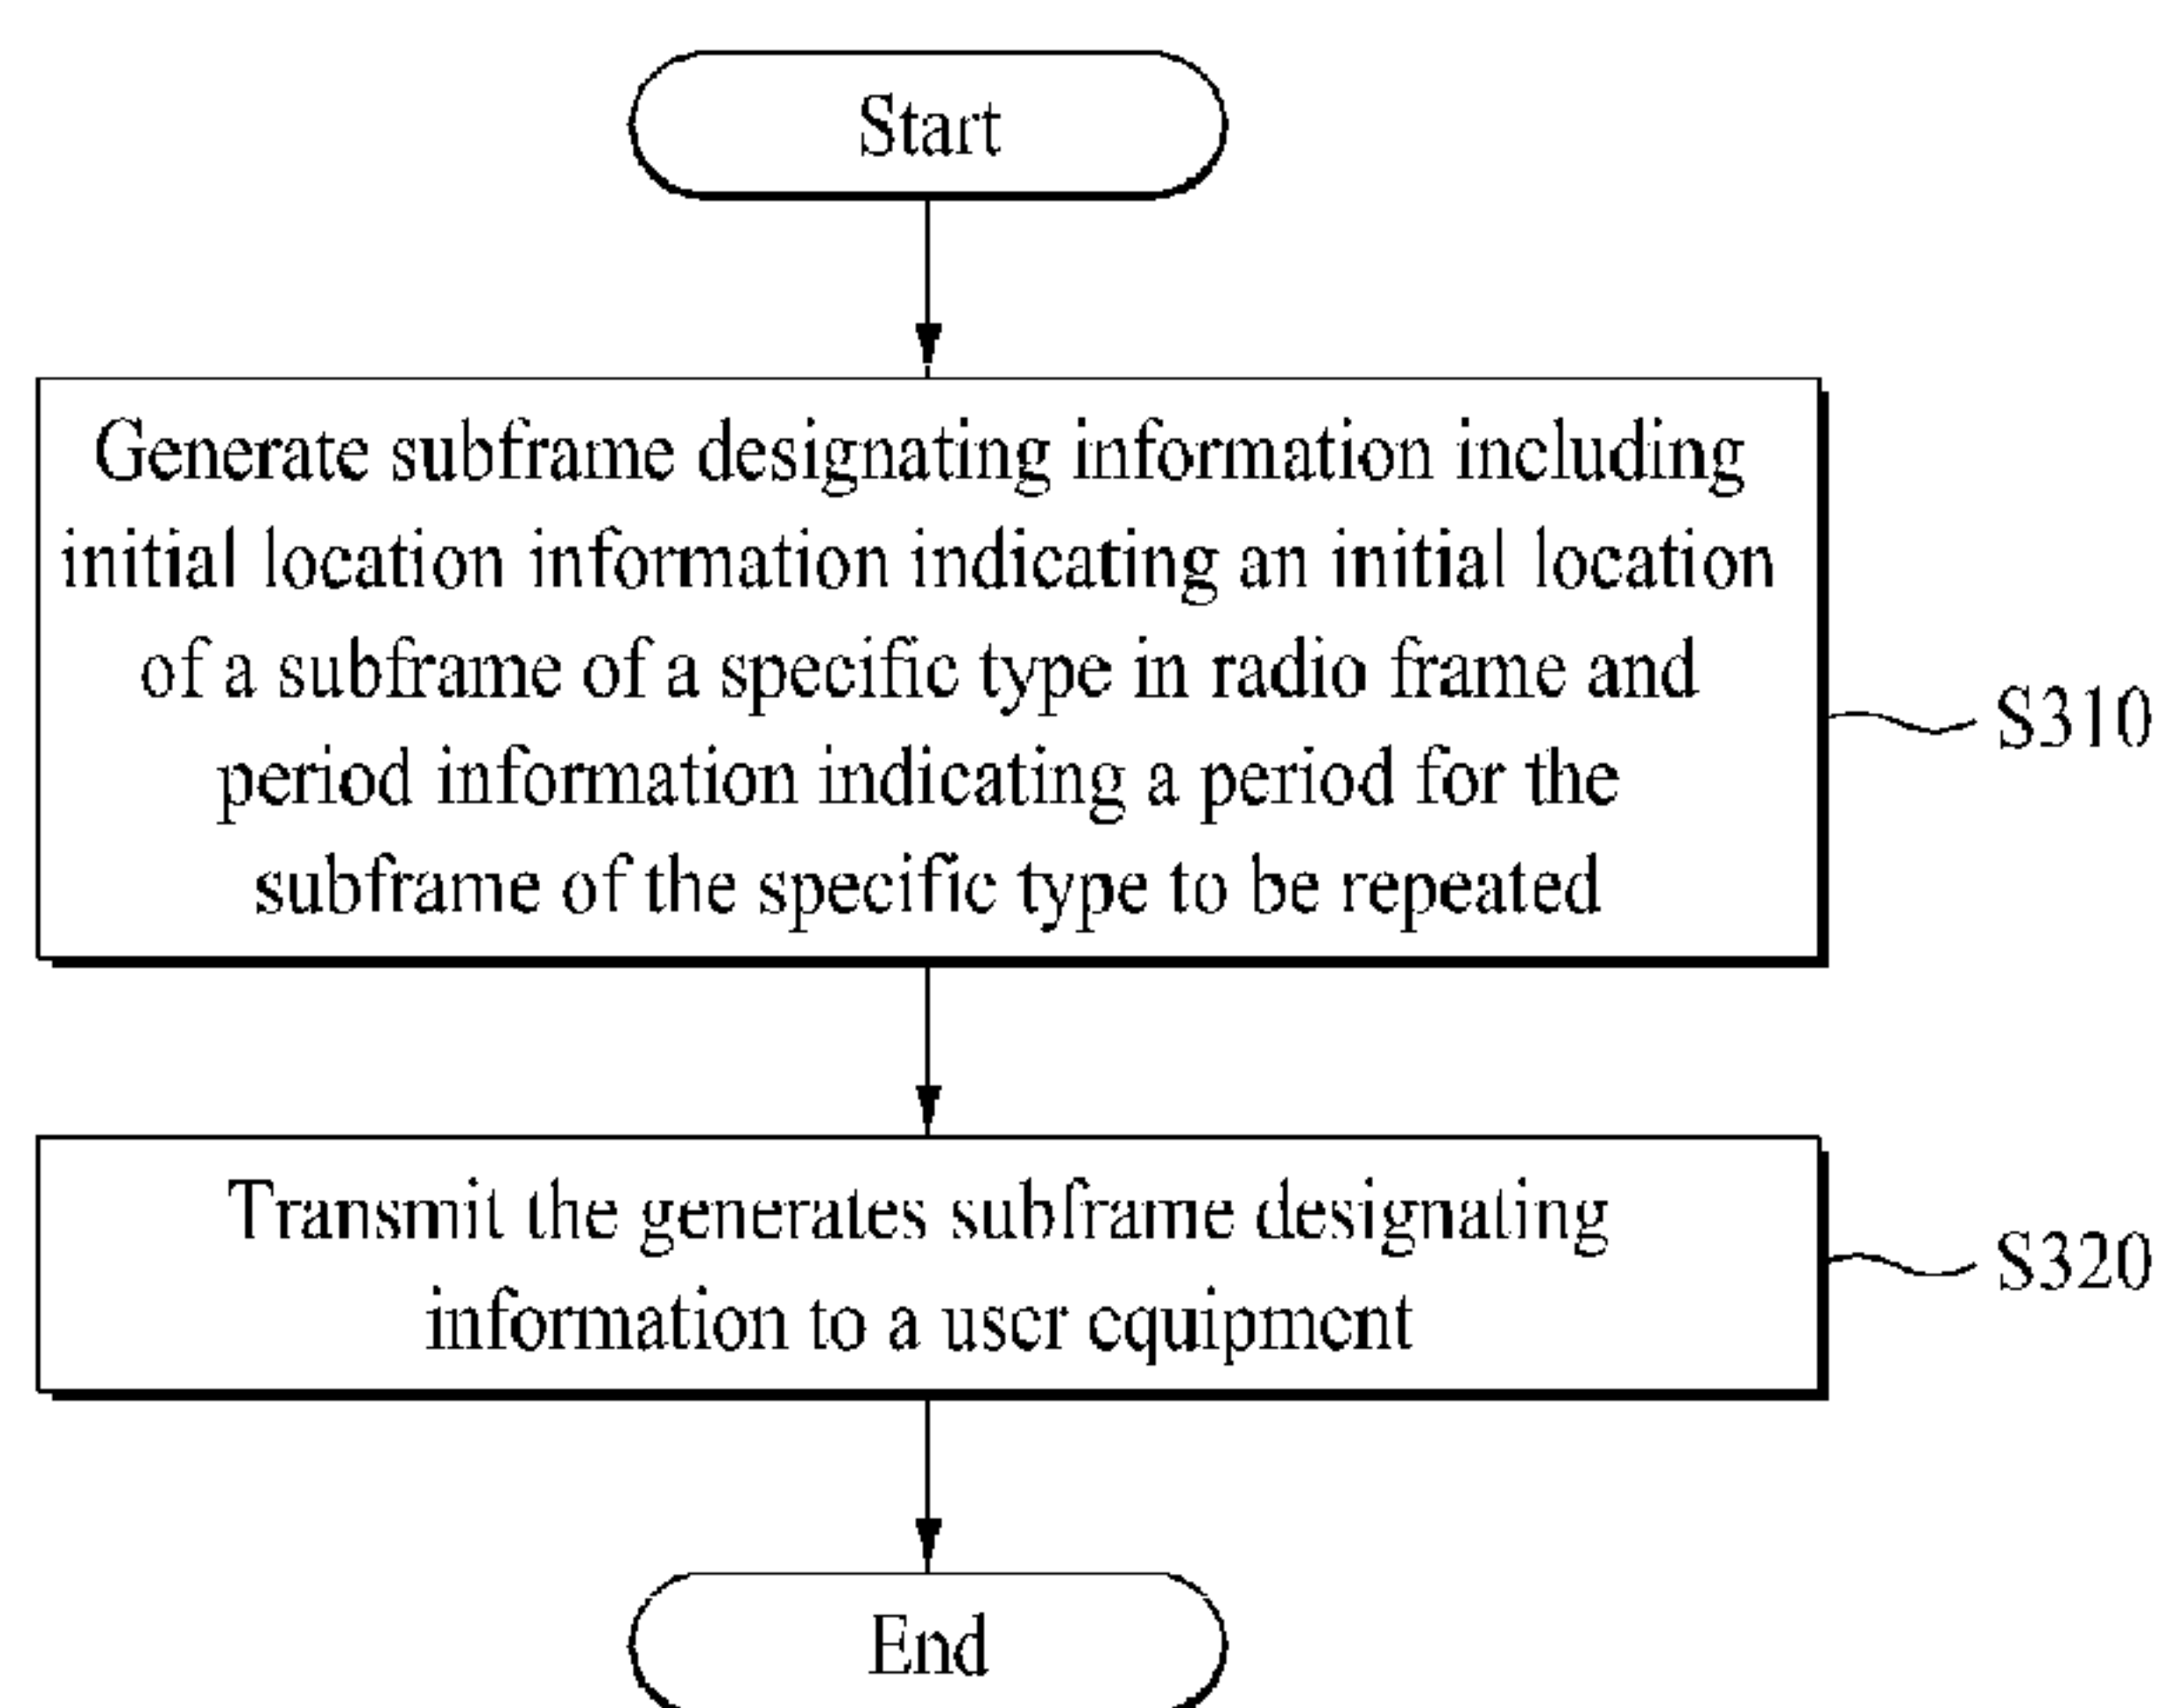 Start
Generate subframe designating information including
initial location information indicating an initial location
of a subframe of a specific type in radio frame and
period information indicating a period for the
subframe of the specific type to be repeated
S310
Transmit the generates subframe designating
information to a user equipment
S320
End